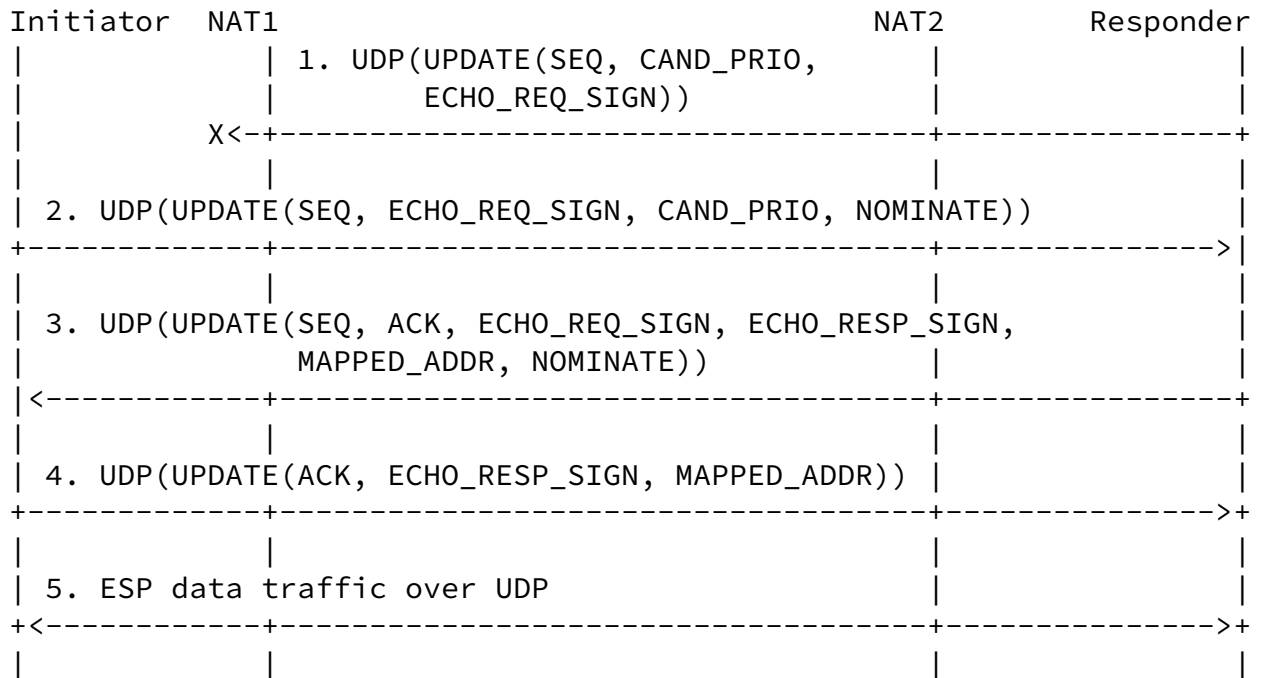 Initiator NAT1 NAT2 Responder
1. UDP(UPDATE(SEQ, CAND_PRIO,
ECHO_REQ_SIGN))
X
2. UDP(UPDATE(SEQ, ECHO_REQ_SIGN, CAND_PRIO, NOMINATE))
3. UDP(UPDATE(SEQ, ACK, ECHO_REQ_SIGN, ECHO_RESP_SIGN,
MAPPED_ADDR, NOMINATE))
4. UDP(UPDATE(ACK, ECHO_RESP_SIGN, MAPPED_ADDR))
5. ESP data traffic over UDP